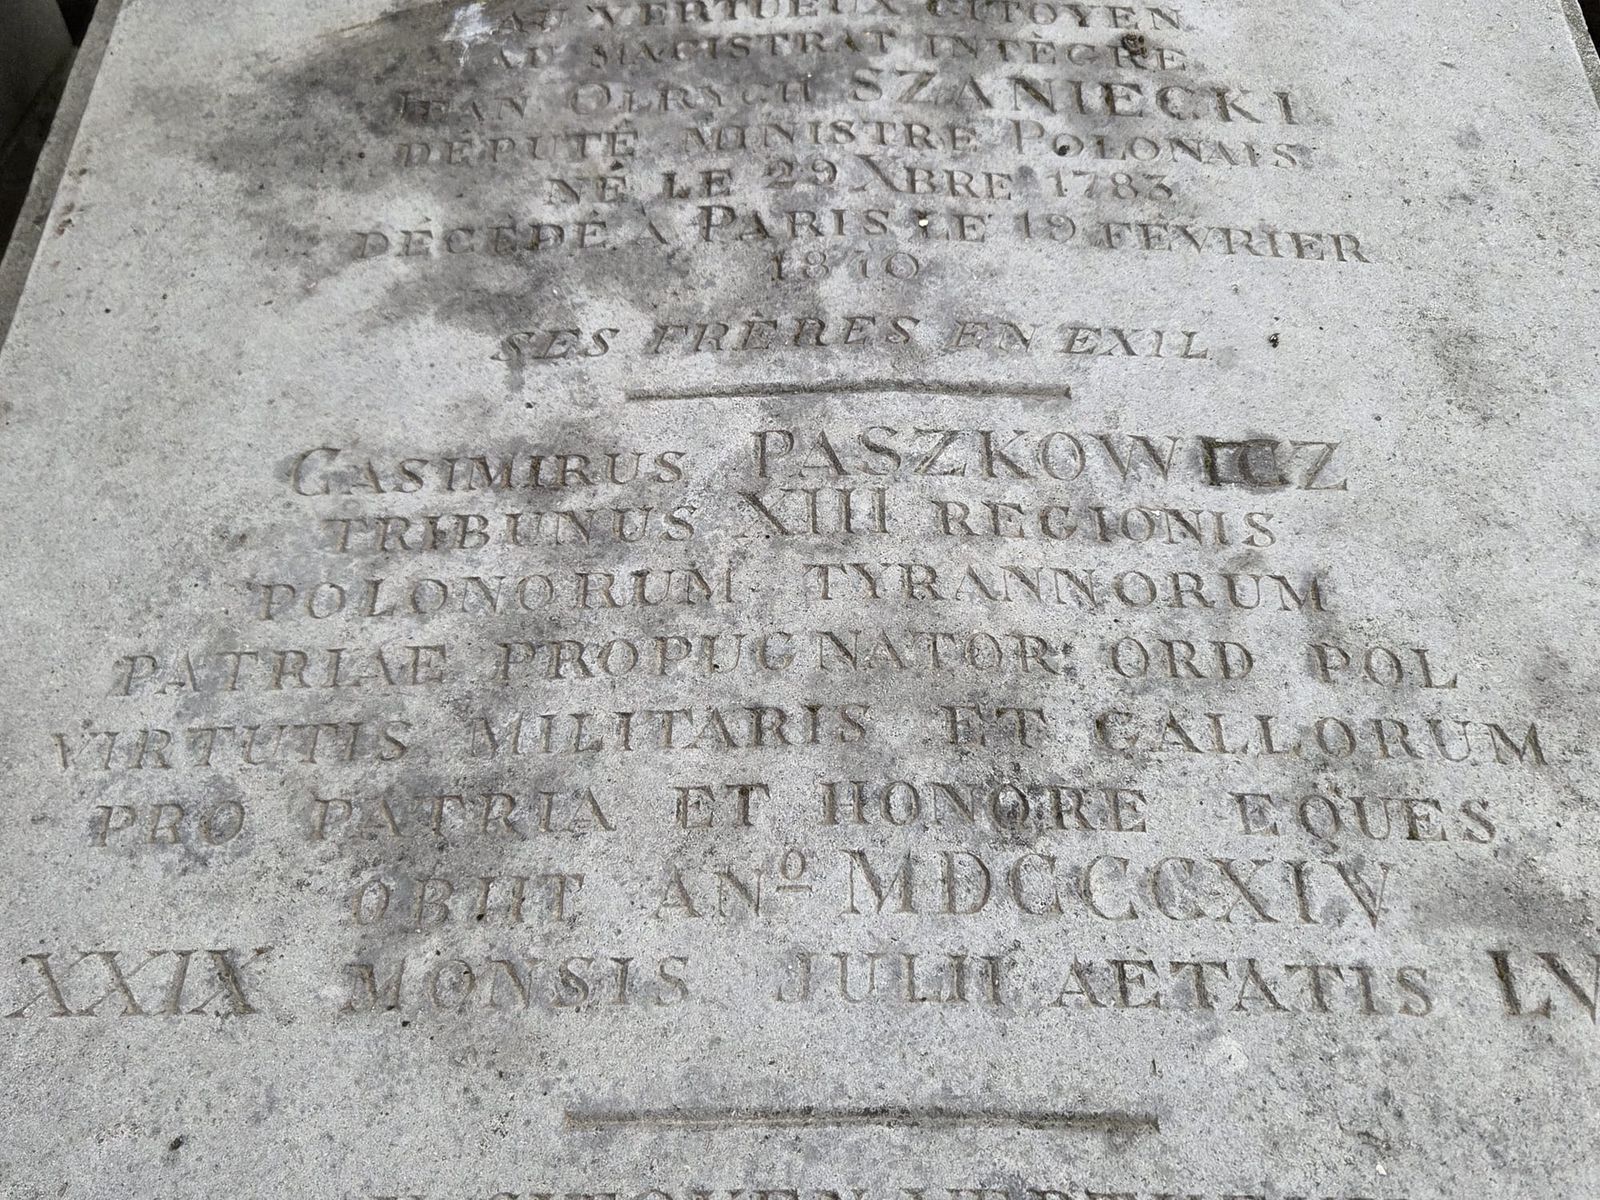 AU VERTUEUX CITOYEN
AU MAGISTRAT INTÈGRE
JEAN OLRYCH SZANIECKI
DÉPUTÉ MINISTRE POLONAIS
NÉ LE 29 XBRE 1783
DÉCÉDÉ À PARIS LE 19 FÉVRIER
1840
SES FRÈRES EN EXIL
CASIMIRUS PASZKOWICZ
TRIBUNUS XIII REGIONIS
POLONORUM TYRANNORUM
PATRIAE PROPUGNATOR ORD POL
VIRTUTIS MILITARIS ET GALLORUM
PRO PATRIA ET HONORE EQUES
OBIIT ANº MDCCCXLV
XXIX MONSIS JULII AETATIS LV
CITOYEN